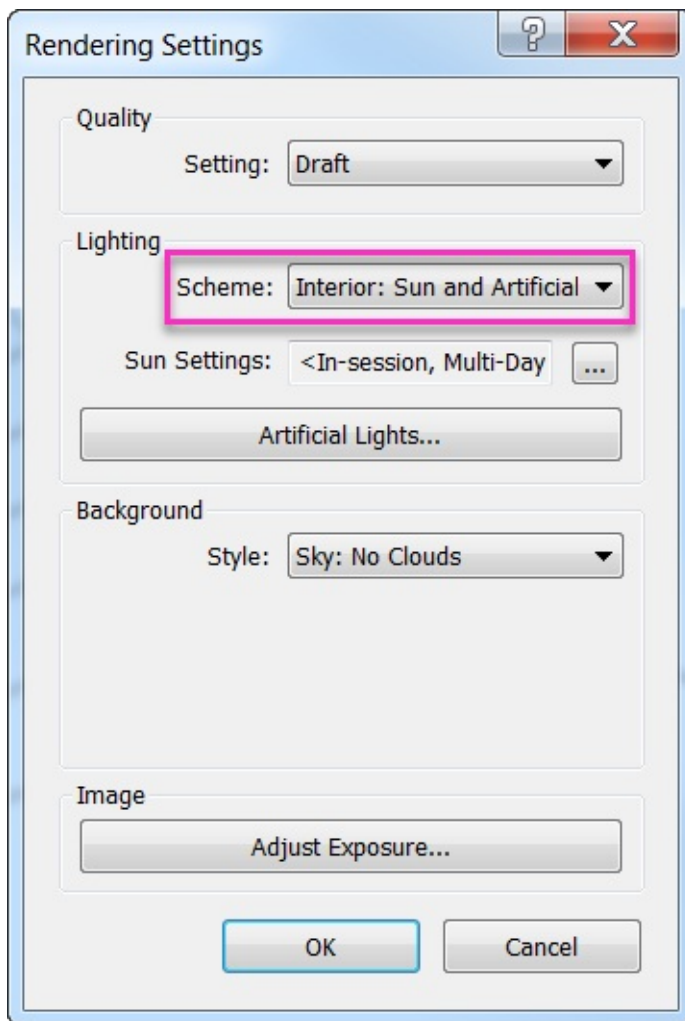 Rendering Settings
Quality
Setting: Draft
Lighting
Scheme: Interior: Sun and Artificial
Sun Settings: <In-session, Multi-Day
...
Artificial Lights...
Background
Style: Sky: No Clouds
Image
Adjust Exposure...
OK Cancel